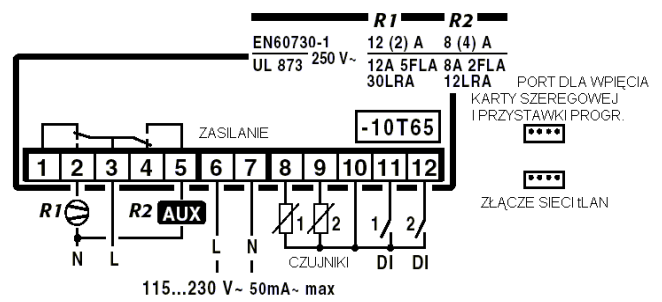 R1 R2
EN60730-1 250 V~ 12 (2) A 8 (4) A
UL 873 12A 5FLA 8A 2FLA
30LRA 12LRA
PORT DLA WPIĘCIA
KARTY SZEREGOWEJ
I PRZYSTAWKI PROGR.
ZASILANIE
-10T65
1 2 3 4 5 6 7 8 9 10 11 12
ZŁĄCZE SIECI tLAN
R1 R2 AUX 1 2 1 2
N L L N CZUJNIKI DI DI
115...230 V~ 50mA~ max